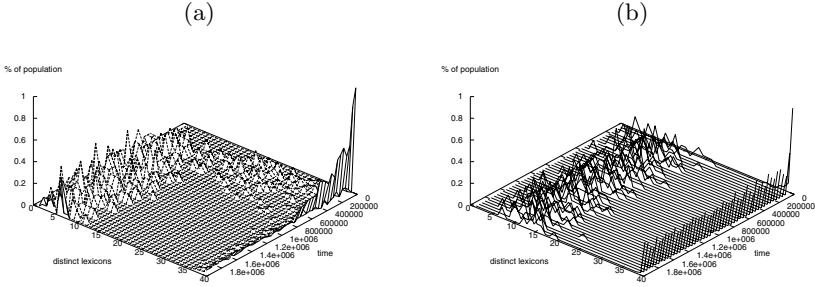 (a)
(b)
% of population
1
0.8
0.6
0.4
0.2
0
0
5
10
15
20
25
30
35
40
distinct lexicons
0
200000
400000
600000
800000
1e+006
1.2e+006
1.4e+006
1.6e+006
1.8e+006
time
% of population
1
0.8
0.6
0.4
0.2
0
0
5
10
15
20
25
30
35
40
distinct lexicons
0
200000
400000
600000
800000
1e+006
1.2e+006
1.4e+006
1.6e+006
1.8e+006
time